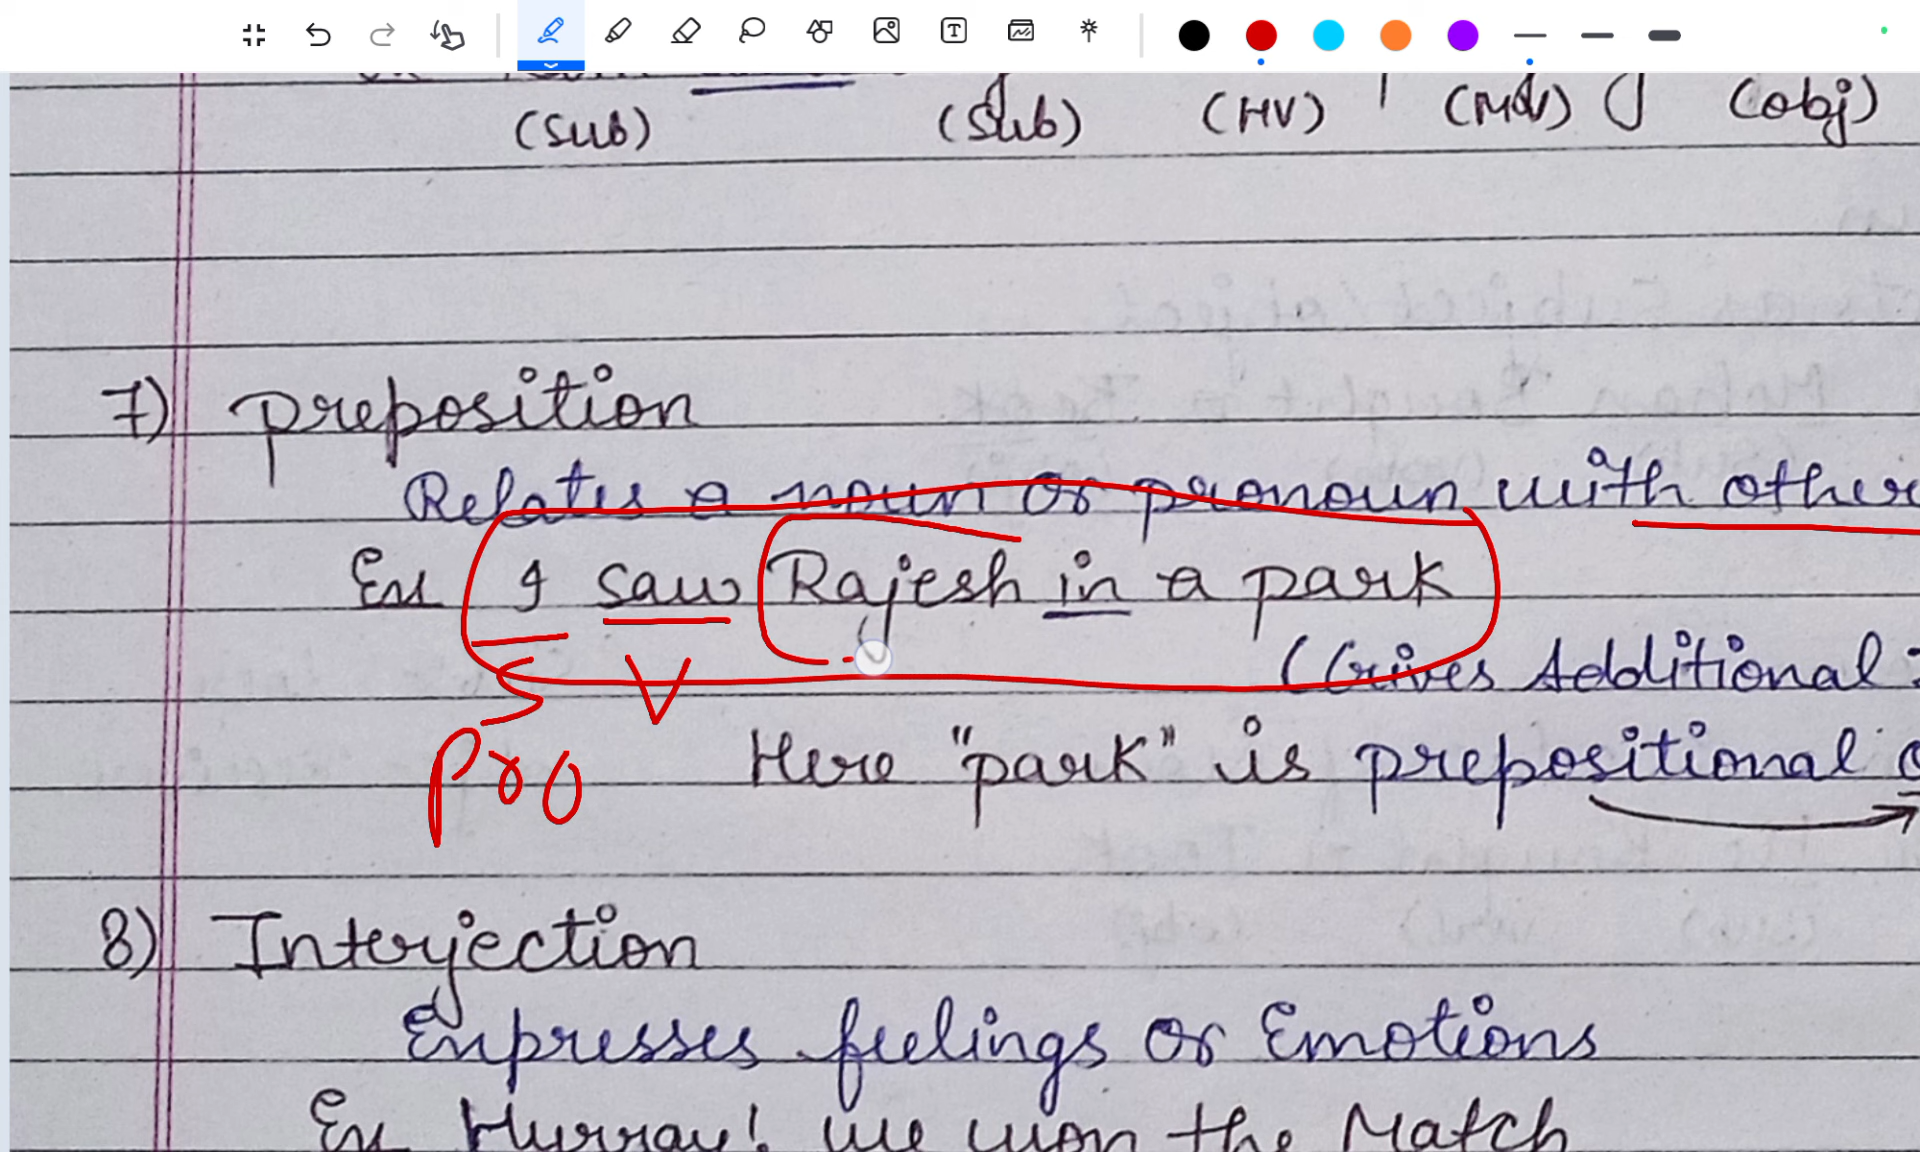 (Sub) (Sub) (HV) (MV) (obj)
7) Preposition
Relates a noun or pronoun with other
Ex I saw Rajesh in a park
(Gives Additional
V
Pro
Here "park" is prepositional
8) Interjection
Expresses feelings or Emotions
Ex Hurray! we won the Match